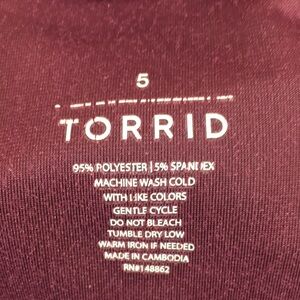 5
TORRID
95% POLYESTER | 5% SPANDEX
MACHINE WASH COLD
WITH LIKE COLORS
GENTLE CYCLE
DO NOT BLEACH
TUMBLE DRY LOW
WARM IRON IF NEEDED
MADE IN CAMBODIA
RN#148862